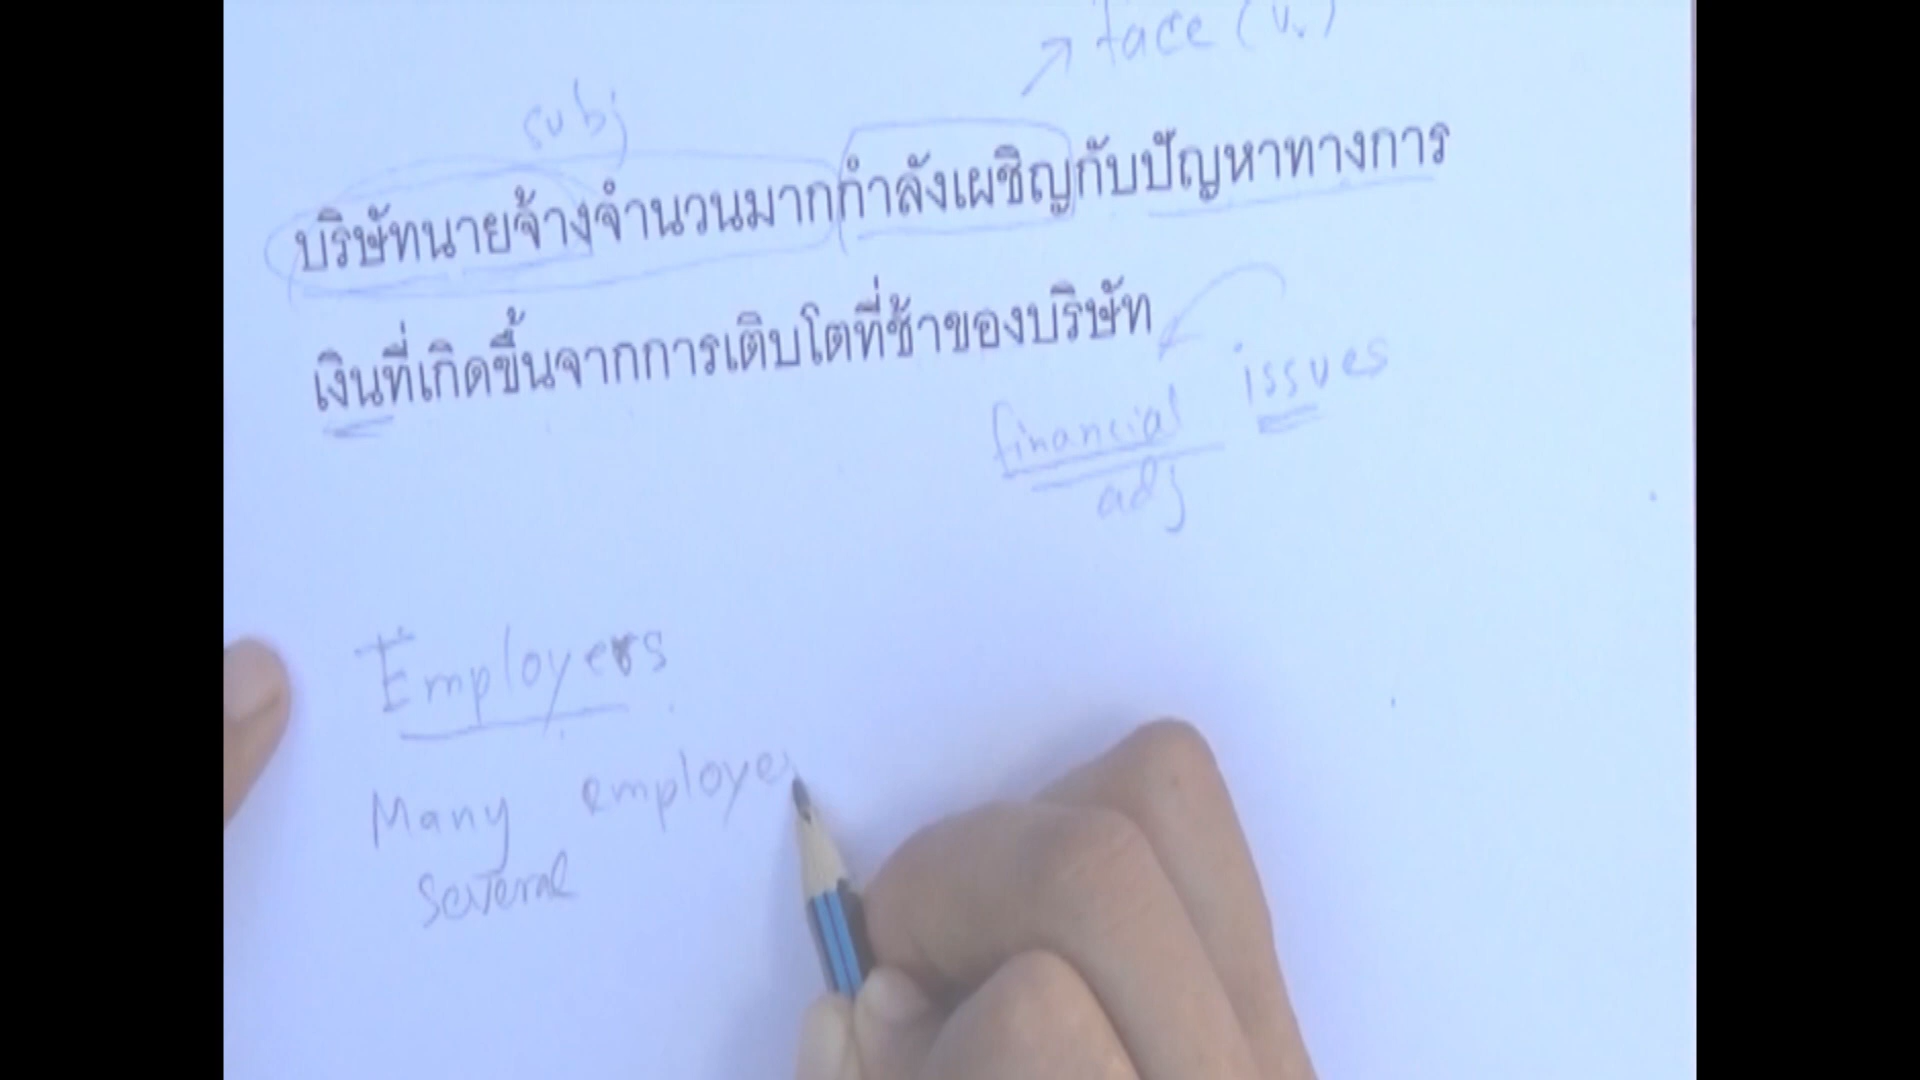 face (v.)
subj
บริษัทนายจ้างจำนวนมากกำลังเผชิญกับปัญหาทางการ
เงินที่เกิดขึ้นจากการเติบโตที่ช้าของบริษัท
financial issues
adj
Employers
Many employe
several